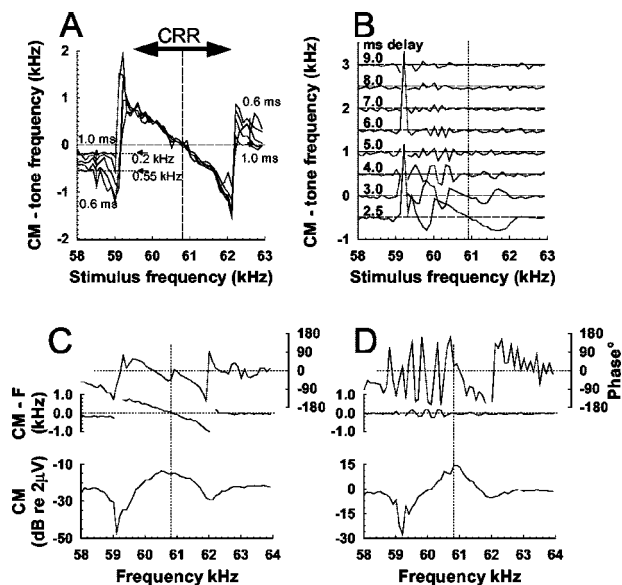 A
CRR
CM - tone frequency (kHz)
2
1
0
-1
-2
0.6 ms
1.0 ms
1.0 ms
0.2 kHz
0.55 kHz
0.6 ms
58 59 60 61 62 63
Stimulus frequency (kHz)
B
CM - tone frequency (kHz)
ms delay
4
3
2
1
0
-1
9.0
8.0
7.0
6.0
5.0
4.0
3.0
2.5
58 59 60 61 62 63
Stimulus frequency (kHz)
C
180
90
0
-90
-180
CM - F (kHz)
1.0
0.0
-1.0
CM (dB re 2µV)
-10
-30
-50
58 59 60 61 62 63 64
Frequency kHz
D
180
90
0
-90
-180
Phase°
1.0
0.0
-1.0
15
0
-15
-30
58 59 60 61 62 63 64
Frequency kHz